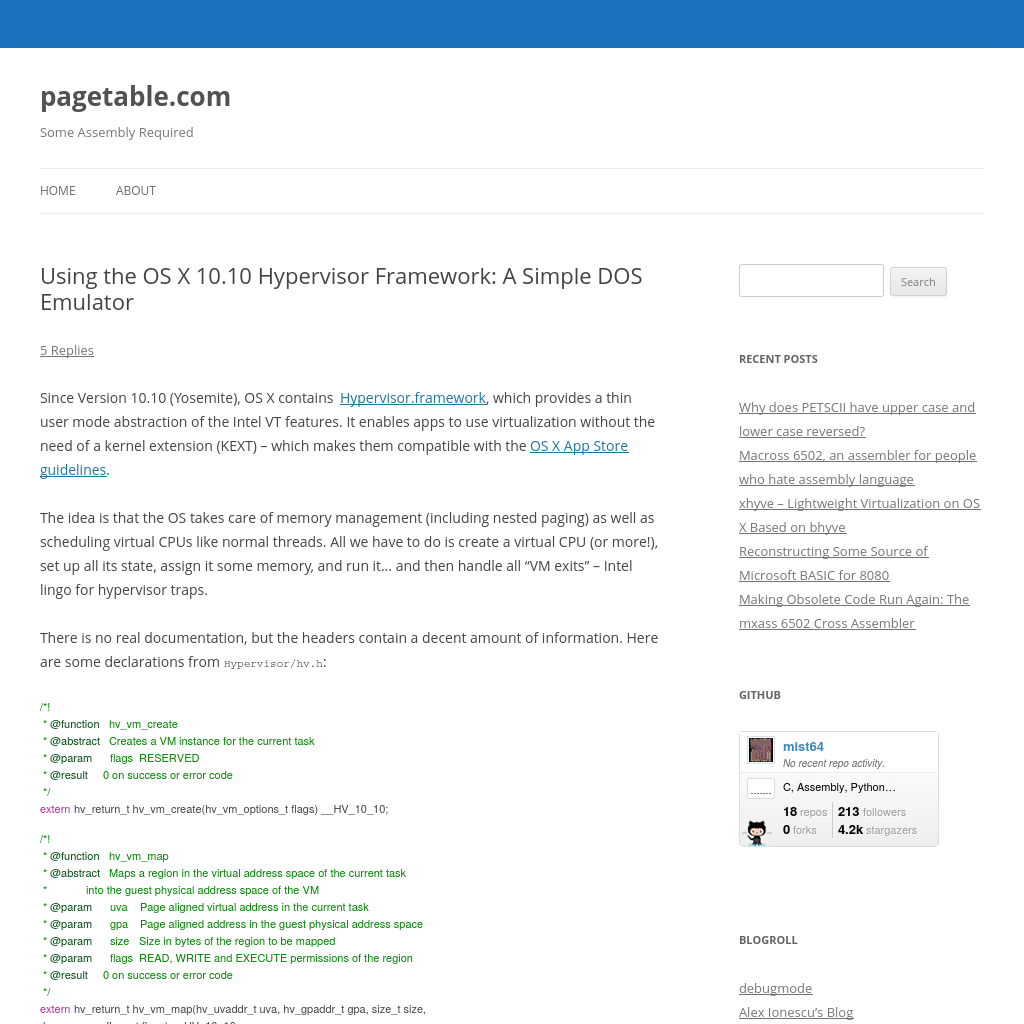 pagetable.com
Some Assembly Required
HOME
ABOUT
Using the OS X 10.10 Hypervisor Framework: A Simple DOS
Emulator
5 Replies
Since Version 10.10 (Yosemite), OS X contains  Hypervisor.framework, which provides a thin
user mode abstraction of the Intel VT features. It enables apps to use virtualization without the
need of a kernel extension (KEXT) – which makes them compatible with the OS X App Store
guidelines.
The idea is that the OS takes care of memory management (including nested paging) as well as
scheduling virtual CPUs like normal threads. All we have to do is create a virtual CPU (or more!),
set up all its state, assign it some memory, and run it… and then handle all “VM exits” – Intel
lingo for hypervisor traps.
There is no real documentation, but the headers contain a decent amount of information. Here
are some declarations from Hypervisor/hv.h:
/*!
 * @function   hv_vm_create
 * @abstract   Creates a VM instance for the current task
 * @param      flags  RESERVED
 * @result     0 on success or error code
 */
extern hv_return_t hv_vm_create(hv_vm_options_t flags) __HV_10_10;
/*!
 * @function   hv_vm_map
 * @abstract   Maps a region in the virtual address space of the current task
 *             into the guest physical address space of the VM
 * @param      uva    Page aligned virtual address in the current task
 * @param      gpa    Page aligned address in the guest physical address space
 * @param      size   Size in bytes of the region to be mapped
 * @param      flags  READ, WRITE and EXECUTE permissions of the region
 * @result     0 on success or error code
 */
extern hv_return_t hv_vm_map(hv_uvaddr_t uva, hv_gpaddr_t gpa, size_t size,
Search
RECENT POSTS
Why does PETSCII have upper case and
lower case reversed?
Macross 6502, an assembler for people
who hate assembly language
xhyve – Lightweight Virtualization on OS
X Based on bhyve
Reconstructing Some Source of
Microsoft BASIC for 8080
Making Obsolete Code Run Again: The
mxass 6502 Cross Assembler
GITHUB
mist64
No recent repo activity.
C, Assembly, Python…
18 repos 213 followers
0 forks 4.2k stargazers
BLOGROLL
debugmode
Alex Ionescu’s Blog